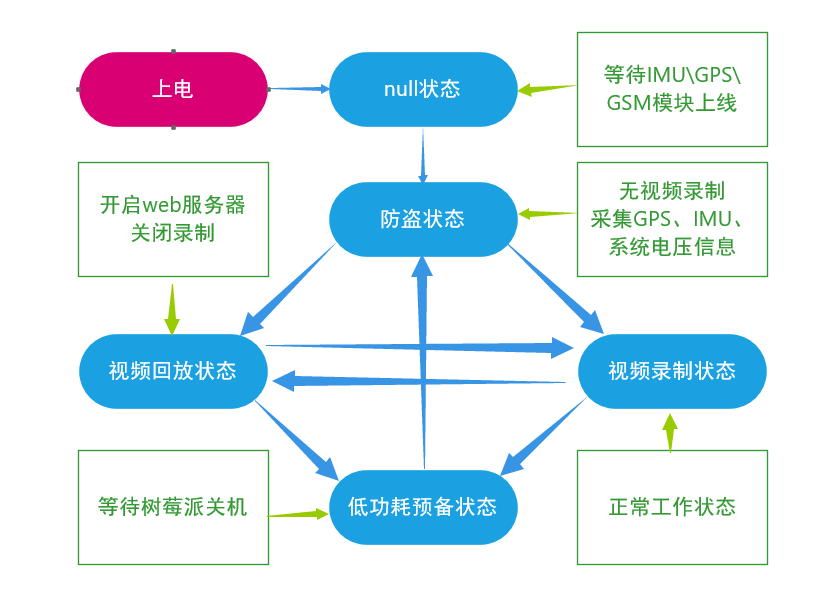 上电
null状态
等待IMU\GPS\
GSM模块上线
开启web服务器
关闭录制
防盗状态
无视频录制
采集GPS、IMU、
系统电压信息
视频回放状态
视频录制状态
等待树莓派关机
低功耗预备状态
正常工作状态